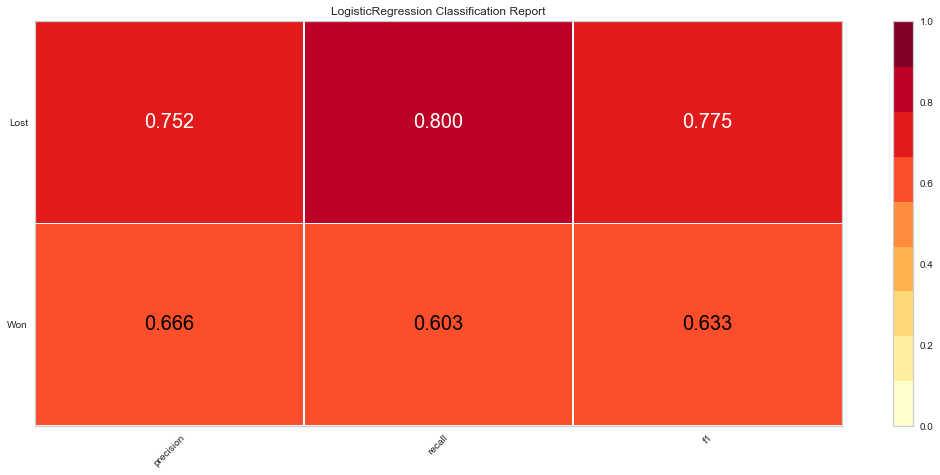 LogisticRegression Classification Report
Lost
0.752
0.800
0.775
Won
0.666
0.603
0.633
precision
recall
f1
1.0
0.8
0.6
0.4
0.2
0.0